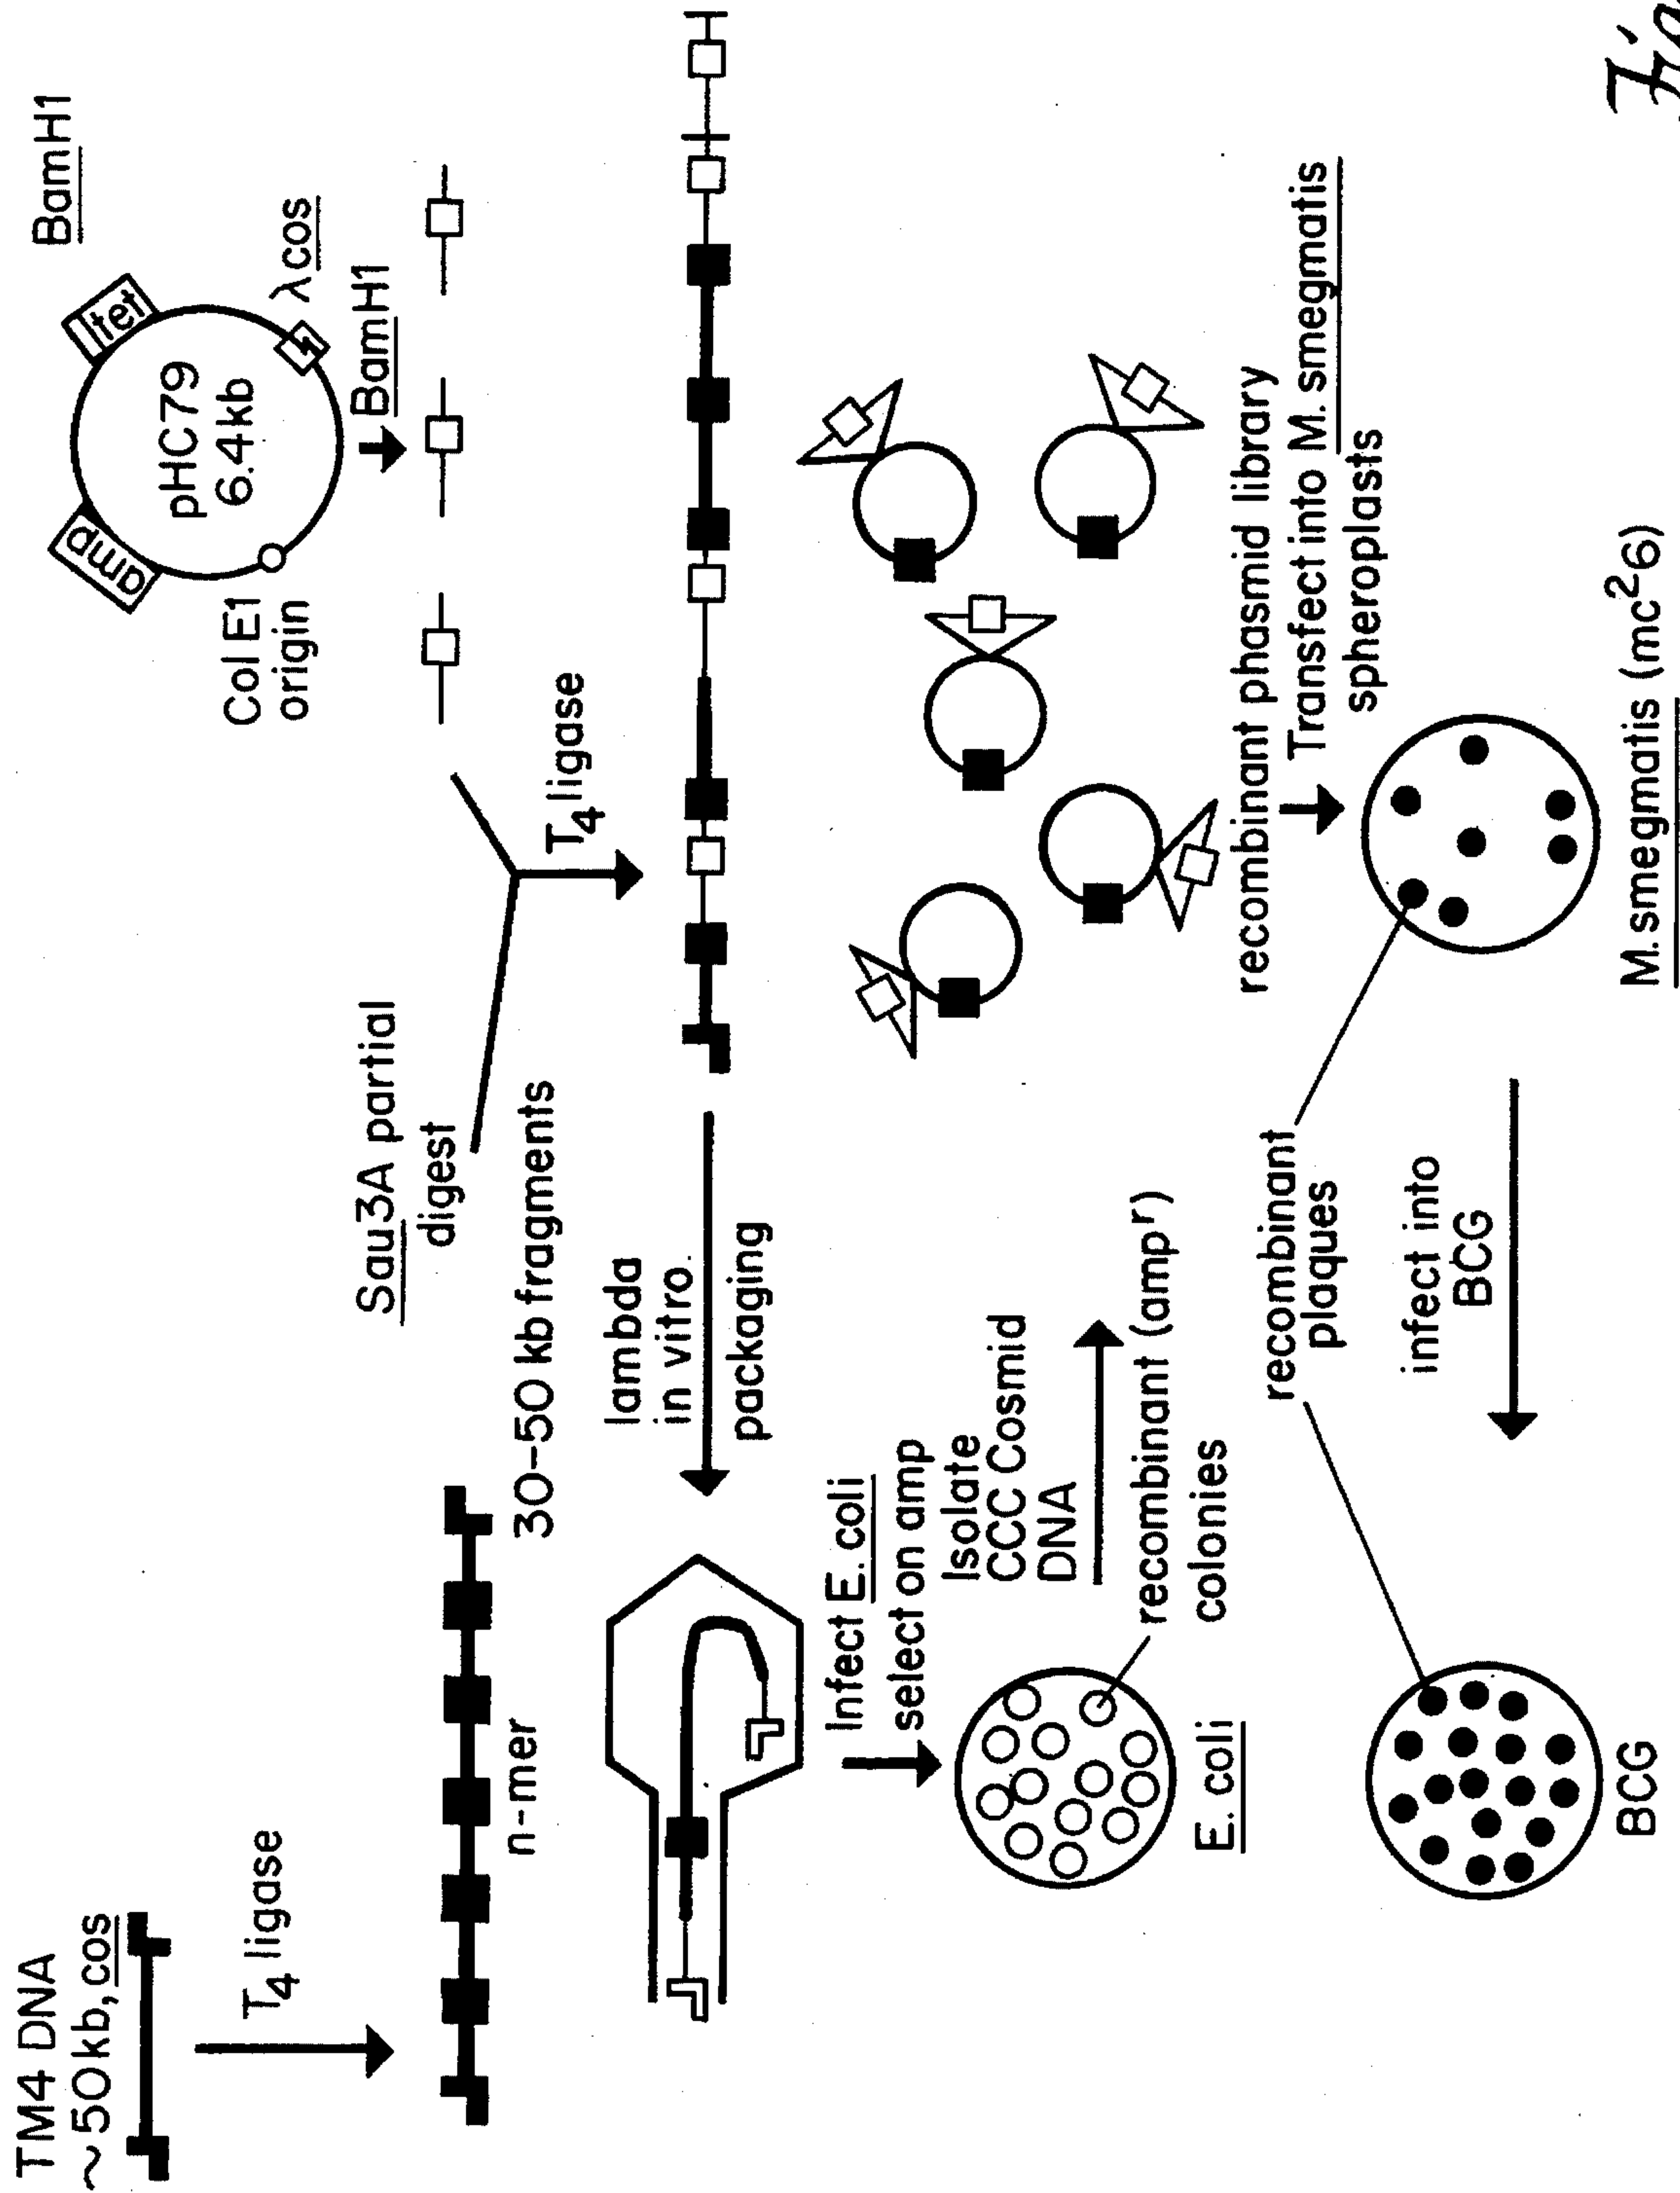 TM4 DNA
~50kb, cos
T4 ligase
n-mer
Sau3A partial
digest
30-50 kb fragments
BamH1
amp
tet
pHC79
6.4kb
λ cos
Col E1
origin
BamH1
T4 ligase
lambda
in vitro
packaging
Infect E. coli
select on amp
Isolate
CCC Cosmid
DNA
recombinant (ampʳ)
colonies
E. coli
recombinant phasmid library
Transfect into M. smegmatis
spheroplasts
recombinant
plaques
infect into
BCG
BCG
M. smegmatis (mc²6)